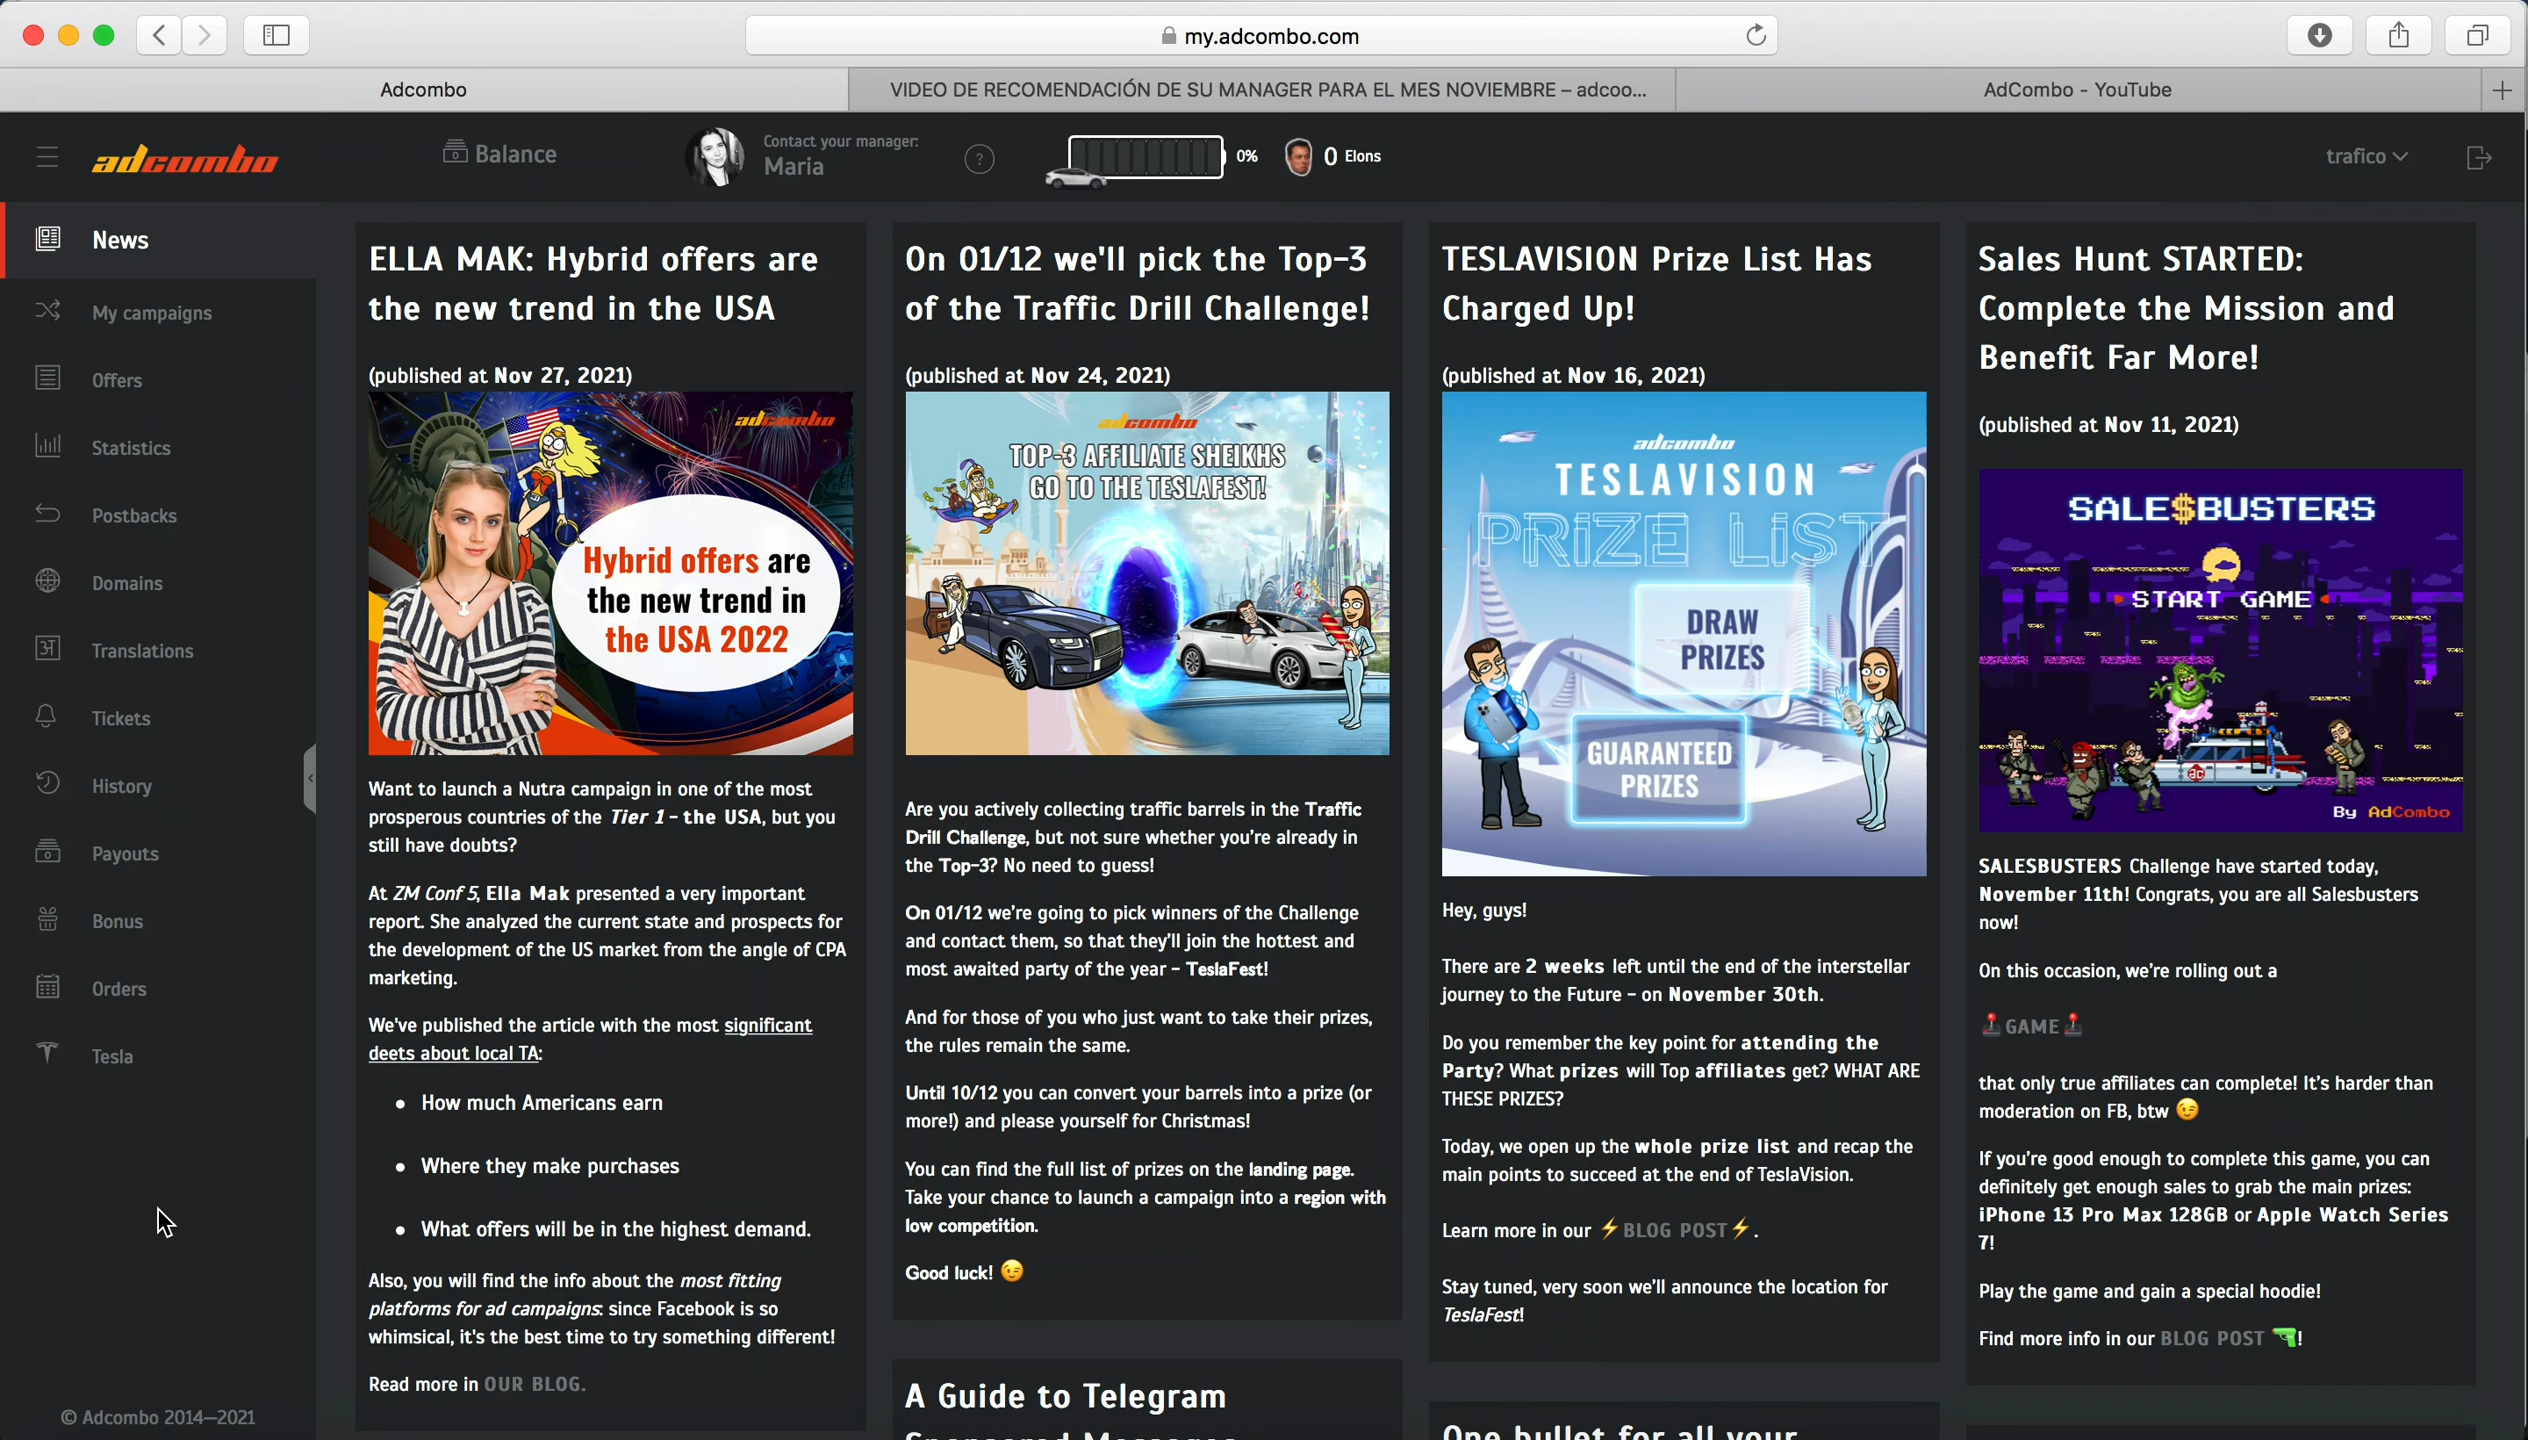 my.adcombo.com
Adcombo
VIDEO DE RECOMENDACIÓN DE SU MANAGER PARA EL MES NOVIEMBRE – adcoo...
AdCombo - YouTube
adcombo
Balance
Contact your manager:
Maria
?
0%
0 Elons
trafico
News
My campaigns
Offers
Statistics
Postbacks
Domains
Translations
Tickets
History
Payouts
Bonus
Orders
Tesla
© Adcombo 2014—2021
ELLA MAK: Hybrid offers are
the new trend in the USA
(published at Nov 27, 2021)
adcombo
Hybrid offers are
the new trend in
the USA 2022
Want to launch a Nutra campaign in one of the most
prosperous countries of the Tier 1 - the USA, but you
still have doubts?
At ZM Conf 5, Ella Mak presented a very important
report. She analyzed the current state and prospects for
the development of the US market from the angle of CPA
marketing.
We've published the article with the most significant
deets about local TA:
• How much Americans earn
• Where they make purchases
• What offers will be in the highest demand.
Also, you will find the info about the most fitting
platforms for ad campaigns: since Facebook is so
whimsical, it's the best time to try something different!
Read more in OUR BLOG.
On 01/12 we'll pick the Top-3
of the Traffic Drill Challenge!
(published at Nov 24, 2021)
adcombo
TOP-3 AFFILIATE SHEIKHS
GO TO THE TESLAFEST!
Are you actively collecting traffic barrels in the Traffic
Drill Challenge, but not sure whether you're already in
the Top-3? No need to guess!
On 01/12 we're going to pick winners of the Challenge
and contact them, so that they'll join the hottest and
most awaited party of the year - TeslaFest!
And for those of you who just want to take their prizes,
the rules remain the same.
Until 10/12 you can convert your barrels into a prize (or
more!) and please yourself for Christmas!
You can find the full list of prizes on the landing page.
Take your chance to launch a campaign into a region with
low competition.
Good luck! 😉
A Guide to Telegram
Sponsored Messages
TESLAVISION Prize List Has
Charged Up!
(published at Nov 16, 2021)
adcombo
TESLAVISION
PRIZE LIST
DRAW
PRIZES
GUARANTEED
PRIZES
Hey, guys!
There are 2 weeks left until the end of the interstellar
journey to the Future - on November 30th.
Do you remember the key point for attending the
Party? What prizes will Top affiliates get? WHAT ARE
THESE PRIZES?
Today, we open up the whole prize list and recap the
main points to succeed at the end of TeslaVision.
Learn more in our ⚡BLOG POST⚡.
Stay tuned, very soon we'll announce the location for
TeslaFest!
One bullet for all your
Sales Hunt STARTED:
Complete the Mission and
Benefit Far More!
(published at Nov 11, 2021)
SALE$BUSTERS
START GAME
By AdCombo
SALESBUSTERS Challenge have started today,
November 11th! Congrats, you are all Salesbusters
now!
On this occasion, we're rolling out a
🕹️GAME🕹️
that only true affiliates can complete! It's harder than
moderation on FB, btw 😉
If you're good enough to complete this game, you can
definitely get enough sales to grab the main prizes:
iPhone 13 Pro Max 128GB or Apple Watch Series
7!
Play the game and gain a special hoodie!
Find more info in our BLOG POST 🔫!